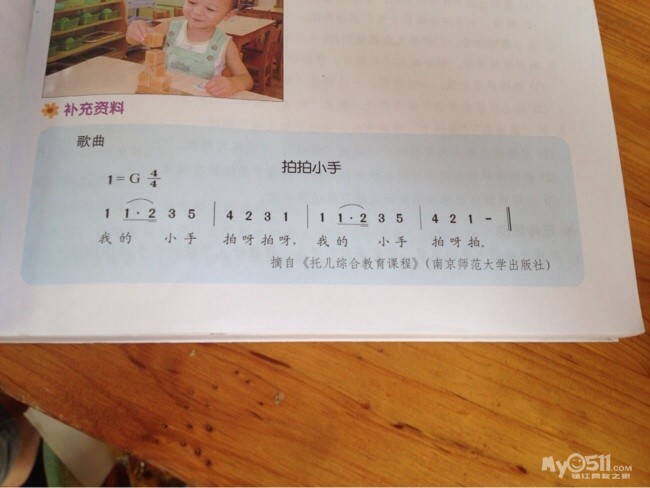 补充资料
歌曲
拍拍小手
1=G 4/4
1 1·2 3 5 | 4 2 3 1 | 1 1·2 3 5 | 4 2 1 - ‖
我 的 小 手 拍 呀 拍 呀， 我 的 小 手 拍 呀 拍。
摘自《托儿综合教育课程》(南京师范大学出版社)
My0511.COM
镇江网友之家